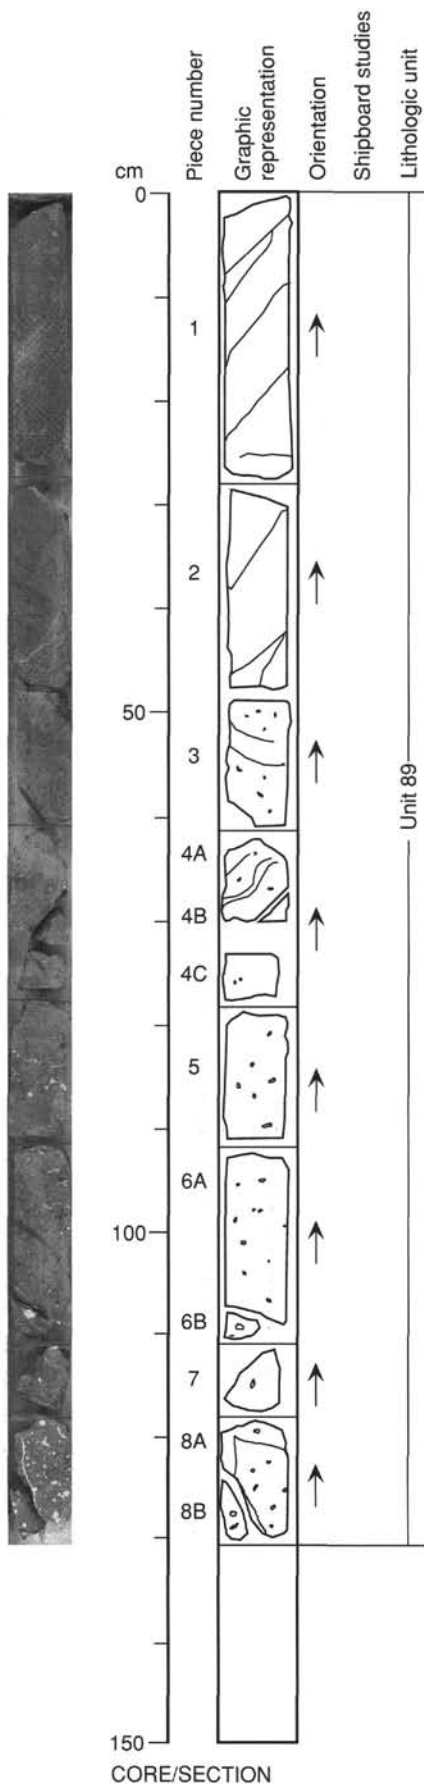 cm
Piece number
Graphic representation
Orientation
Shipboard studies
Lithologic unit
0
1
2
50
3
4A
Unit 89
4B
4C
5
6A
100
6B
7
8A
8B
150
CORE/SECTION